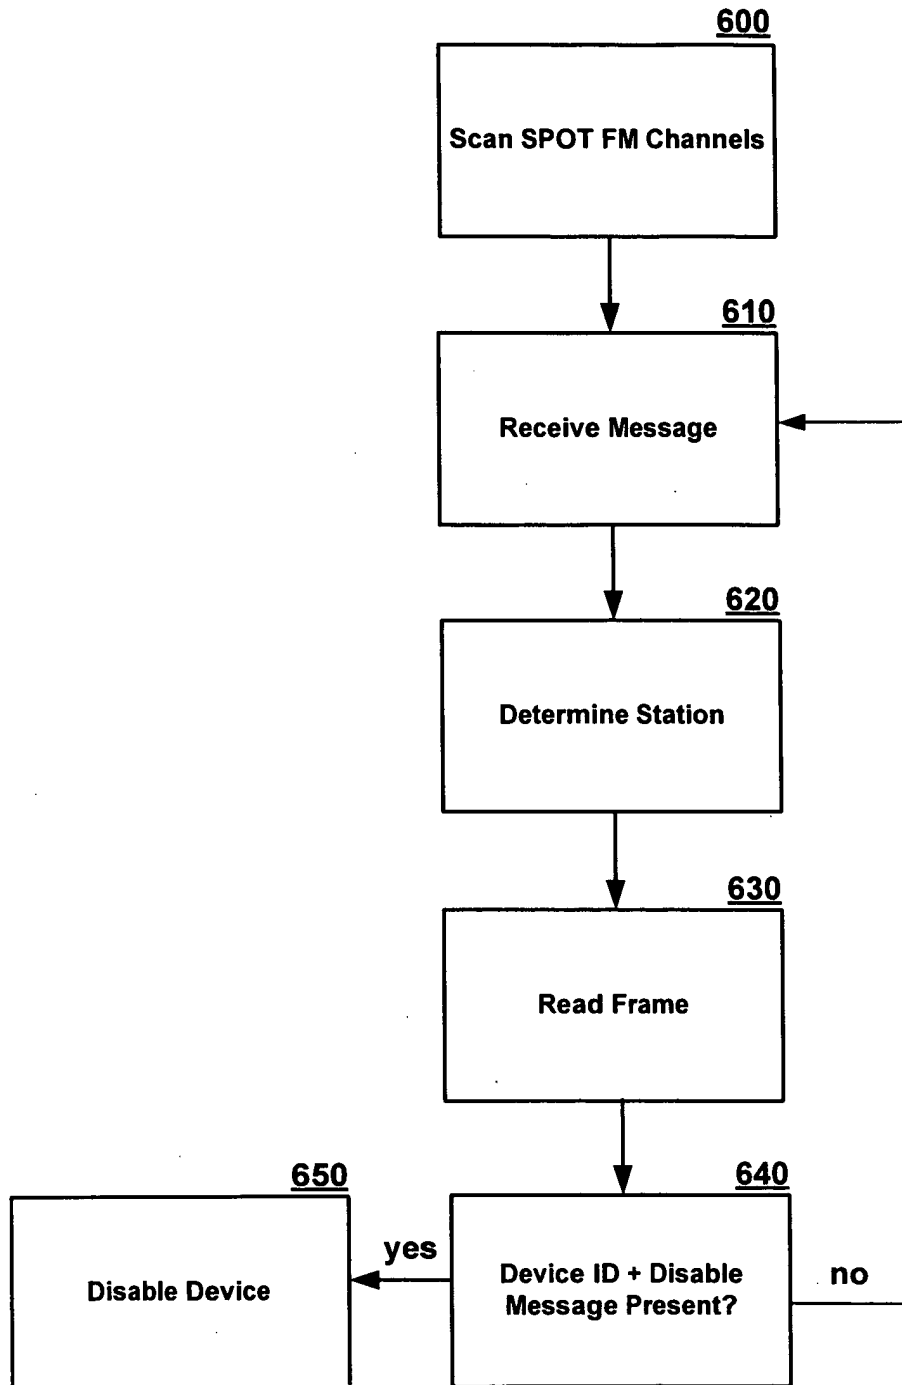 600
Scan SPOT FM Channels
610
Receive Message
620
Determine Station
630
Read Frame
640
Device ID + Disable
Message Present?
yes
no
650
Disable Device